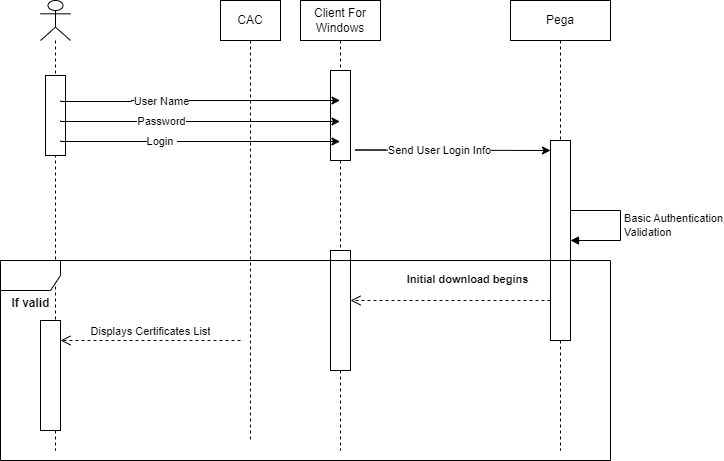 CAC
Client For
Windows
Pega
User Name
Password
Login
Send User Login Info
Basic Authentication
Validation
Initial download begins
If valid
Displays Certificates List